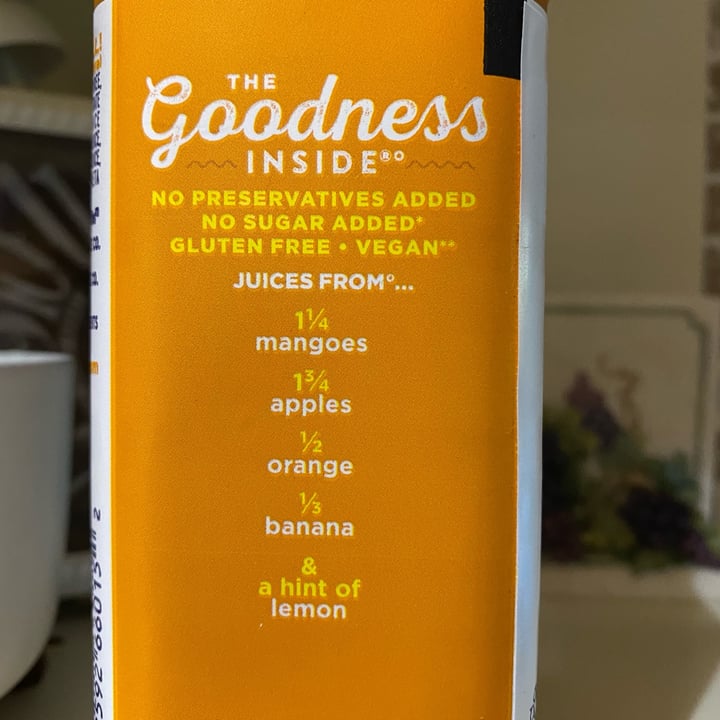 THE
Goodness
INSIDE®°
NO PRESERVATIVES ADDED
NO SUGAR ADDED*
GLUTEN FREE • VEGAN**
JUICES FROM°...
1¼
mangoes
1¾
apples
½
orange
⅓
banana
&
a hint of
lemon